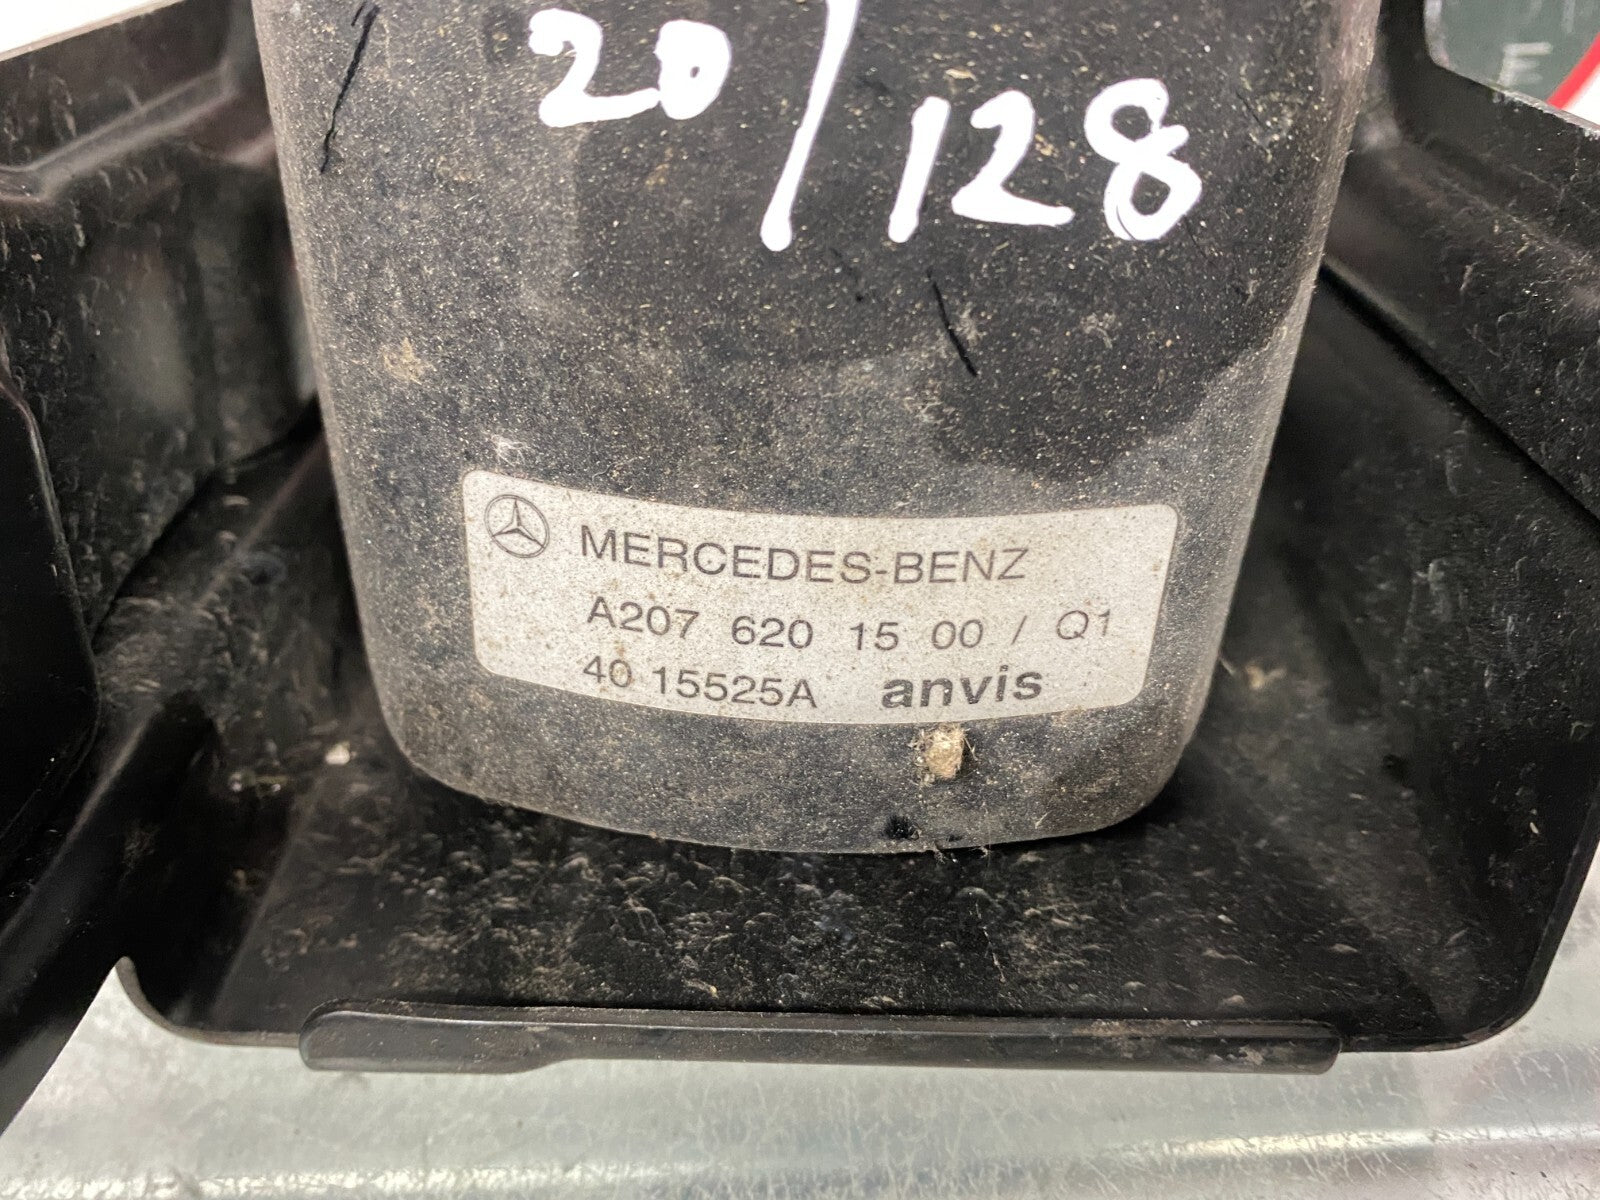 20/128
MERCEDES-BENZ
A207 620 15 00 / Q1
40 15525A anvis